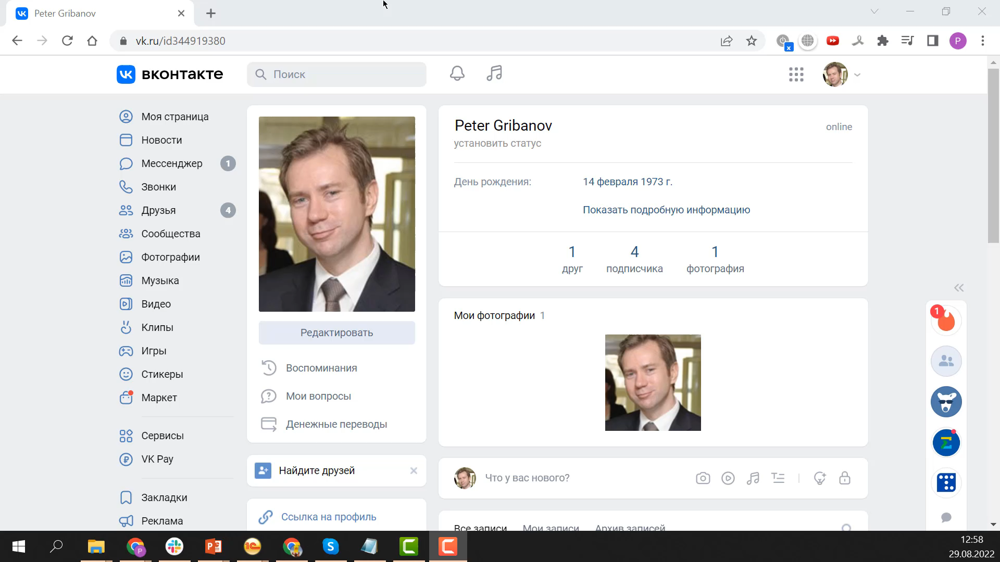 Peter Gribanov
vk.ru/id344919380
x
P
вконтакте
Поиск
Моя страница
Новости
Мессенджер 1
Звонки
Друзья 4
Сообщества
Фотографии
Музыка
Видео
Клипы
Игры
Стикеры
Маркет
Сервисы
VK Pay
Закладки
Реклама
Редактировать
Воспоминания
Мои вопросы
Денежные переводы
Найдите друзей
Ссылка на профиль
Peter Gribanov
online
установить статус
День рождения: 14 февраля 1973 г.
Показать подробную информацию
1 4 1
друг подписчика фотография
Мои фотографии 1
Что у вас нового?
Все записи Мои записи Архив записей
1
12:58
29.08.2022